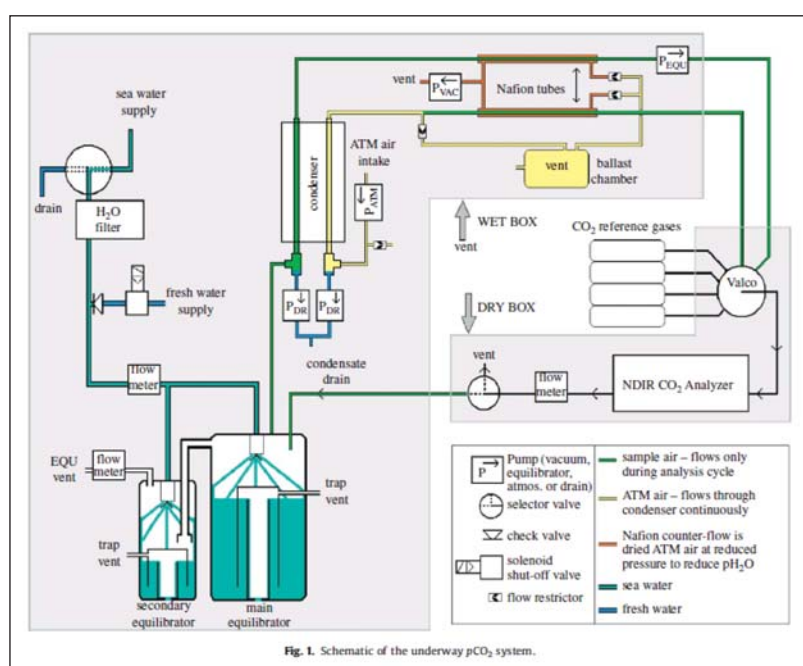 sea water
supply
drain
H₂O
filter
fresh water
supply
flow
meter
EQU
vent
flow
meter
trap
vent
trap
vent
secondary
equilibrator
main
equilibrator
condenser
ATM air
intake
P ATM
P DR
P DR
condensate
drain
vent
P VAC
Nafion tubes
P EQU
vent
ballast
chamber
WET BOX
vent
DRY BOX
CO₂ reference gases
Valco
vent
flow
meter
NDIR CO₂ Analyzer
P
Pump (vacuum,
equilibrator,
atmos. or drain)
selector valve
check valve
solenoid
shut-off valve
flow restrictor
sample air – flows only
during analysis cycle
ATM air – flows through
condenser continuously
Nafion counter-flow is
dried ATM air at reduced
pressure to reduce pH₂O
sea water
fresh water
Fig. 1. Schematic of the underway pCO₂ system.